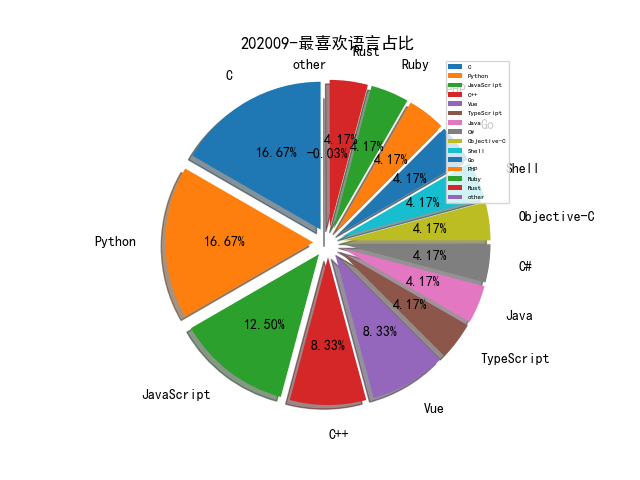 202009-最喜欢语言占比
C
Python
JavaScript
C++
Vue
TypeScript
Java
C#
Objective-C
Shell
Go
PHP
Ruby
Rust
other
16.67%
16.67%
12.50%
8.33%
8.33%
4.17%
4.17%
4.17%
4.17%
4.17%
4.17%
4.17%
4.17%
4.17%
-0.03%
C
Python
JavaScript
C++
Vue
TypeScript
Java
C#
Objective-C
Shell
Go
PHP
Ruby
Rust
other